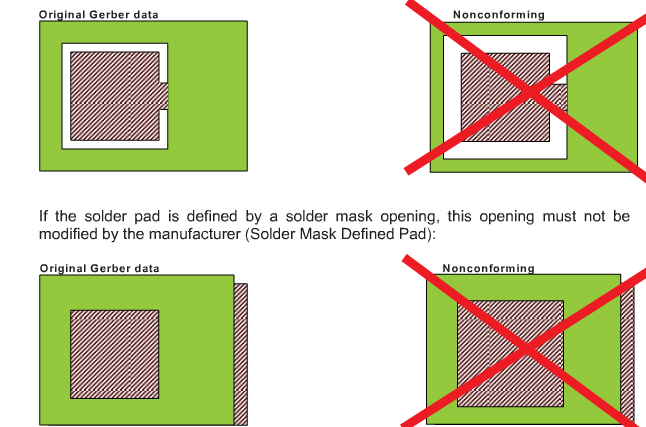 Original Gerber data
Nonconforming
If the solder pad is defined by a solder mask opening, this opening must not be
modified by the manufacturer (Solder Mask Defined Pad):
Original Gerber data
Nonconforming